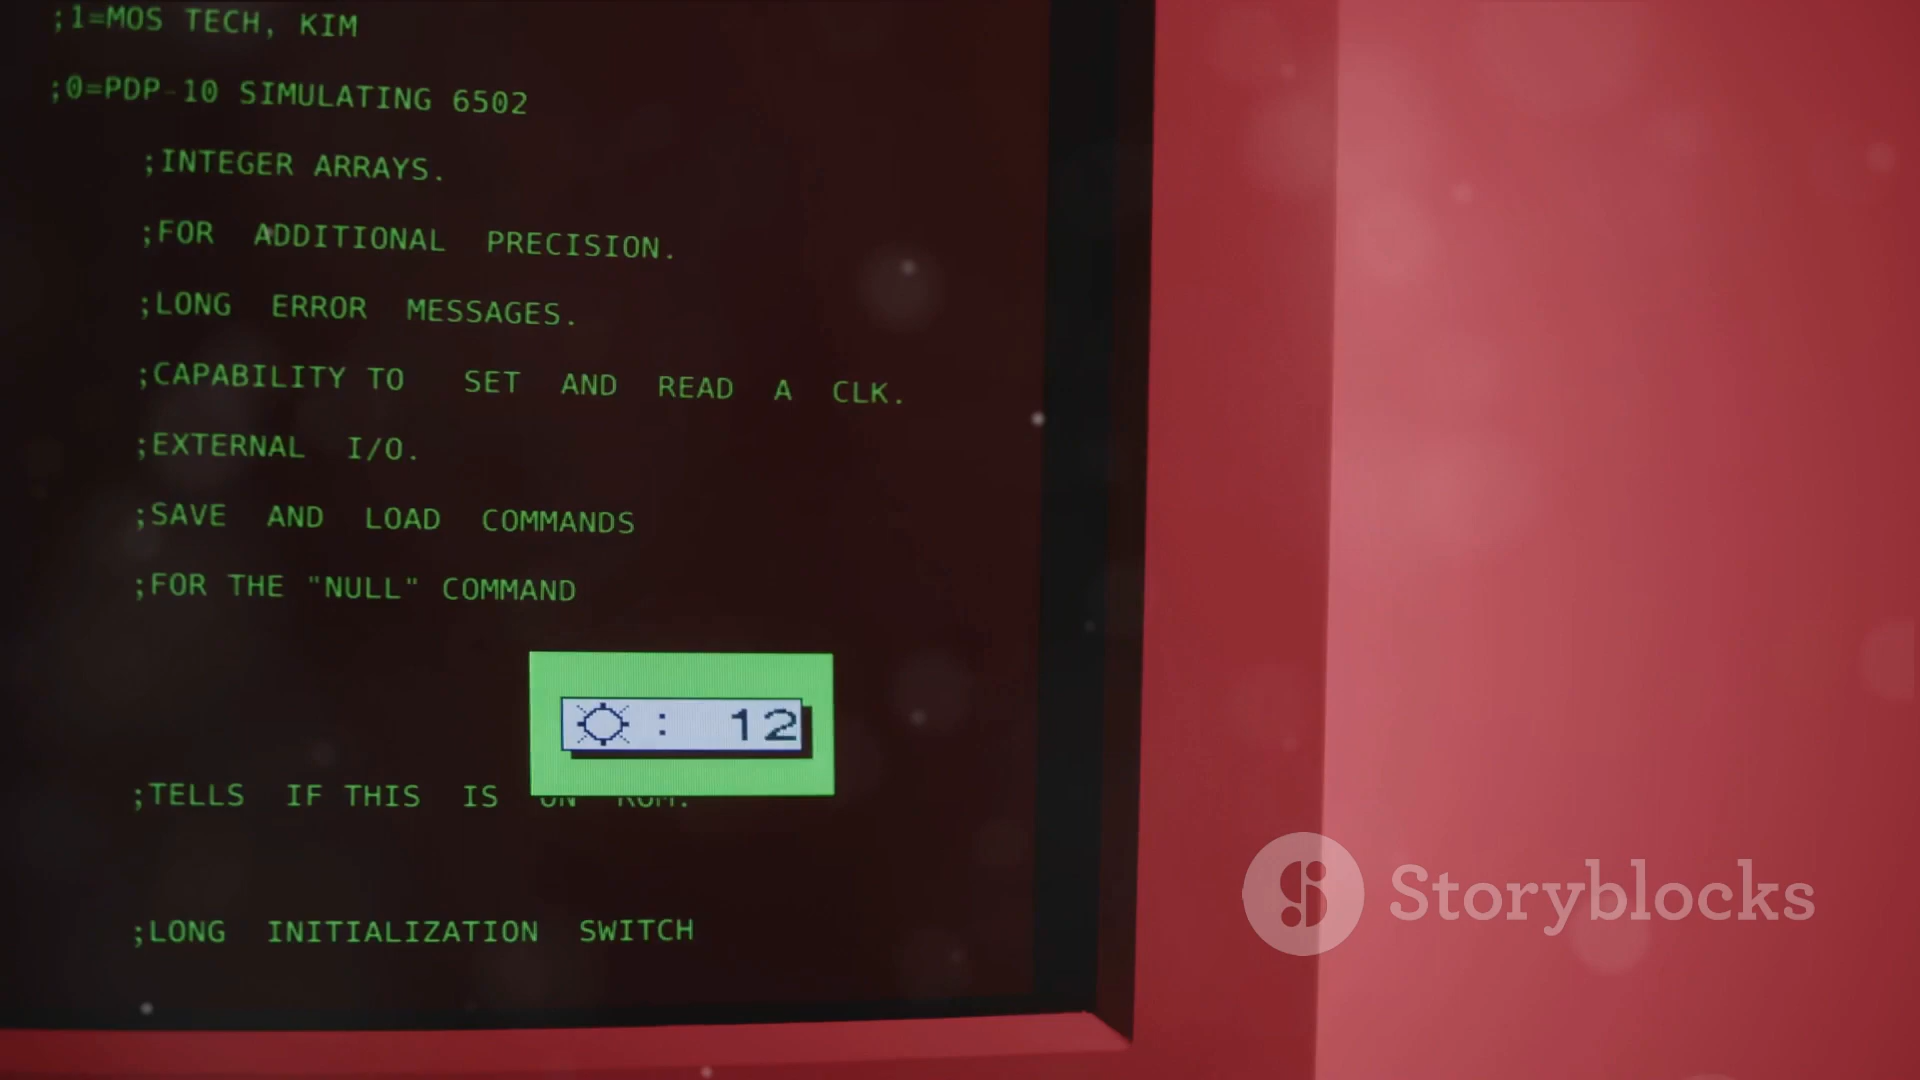 ;1=MOS TECH, KIM
;0=PDP-10 SIMULATING 6502
;INTEGER ARRAYS.
;FOR ADDITIONAL PRECISION.
;LONG ERROR MESSAGES.
;CAPABILITY TO SET AND READ A CLK.
;EXTERNAL I/O.
;SAVE AND LOAD COMMANDS
;FOR THE "NULL" COMMAND
: 12
;TELLS IF THIS IS ON ROM.
;LONG INITIALIZATION SWITCH
Storyblocks